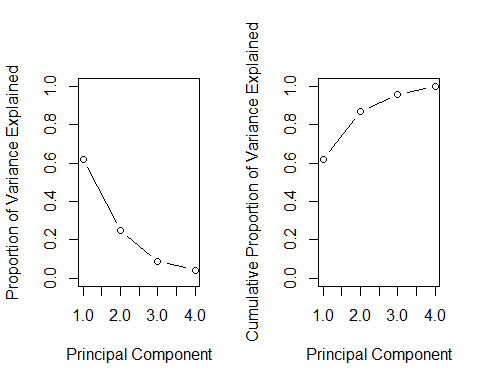 Proportion of Variance Explained
0.0 0.2 0.4 0.6 0.8 1.0
1.0 2.0 3.0 4.0
Principal Component
Cumulative Proportion of Variance Explained
0.0 0.2 0.4 0.6 0.8 1.0
1.0 2.0 3.0 4.0
Principal Component